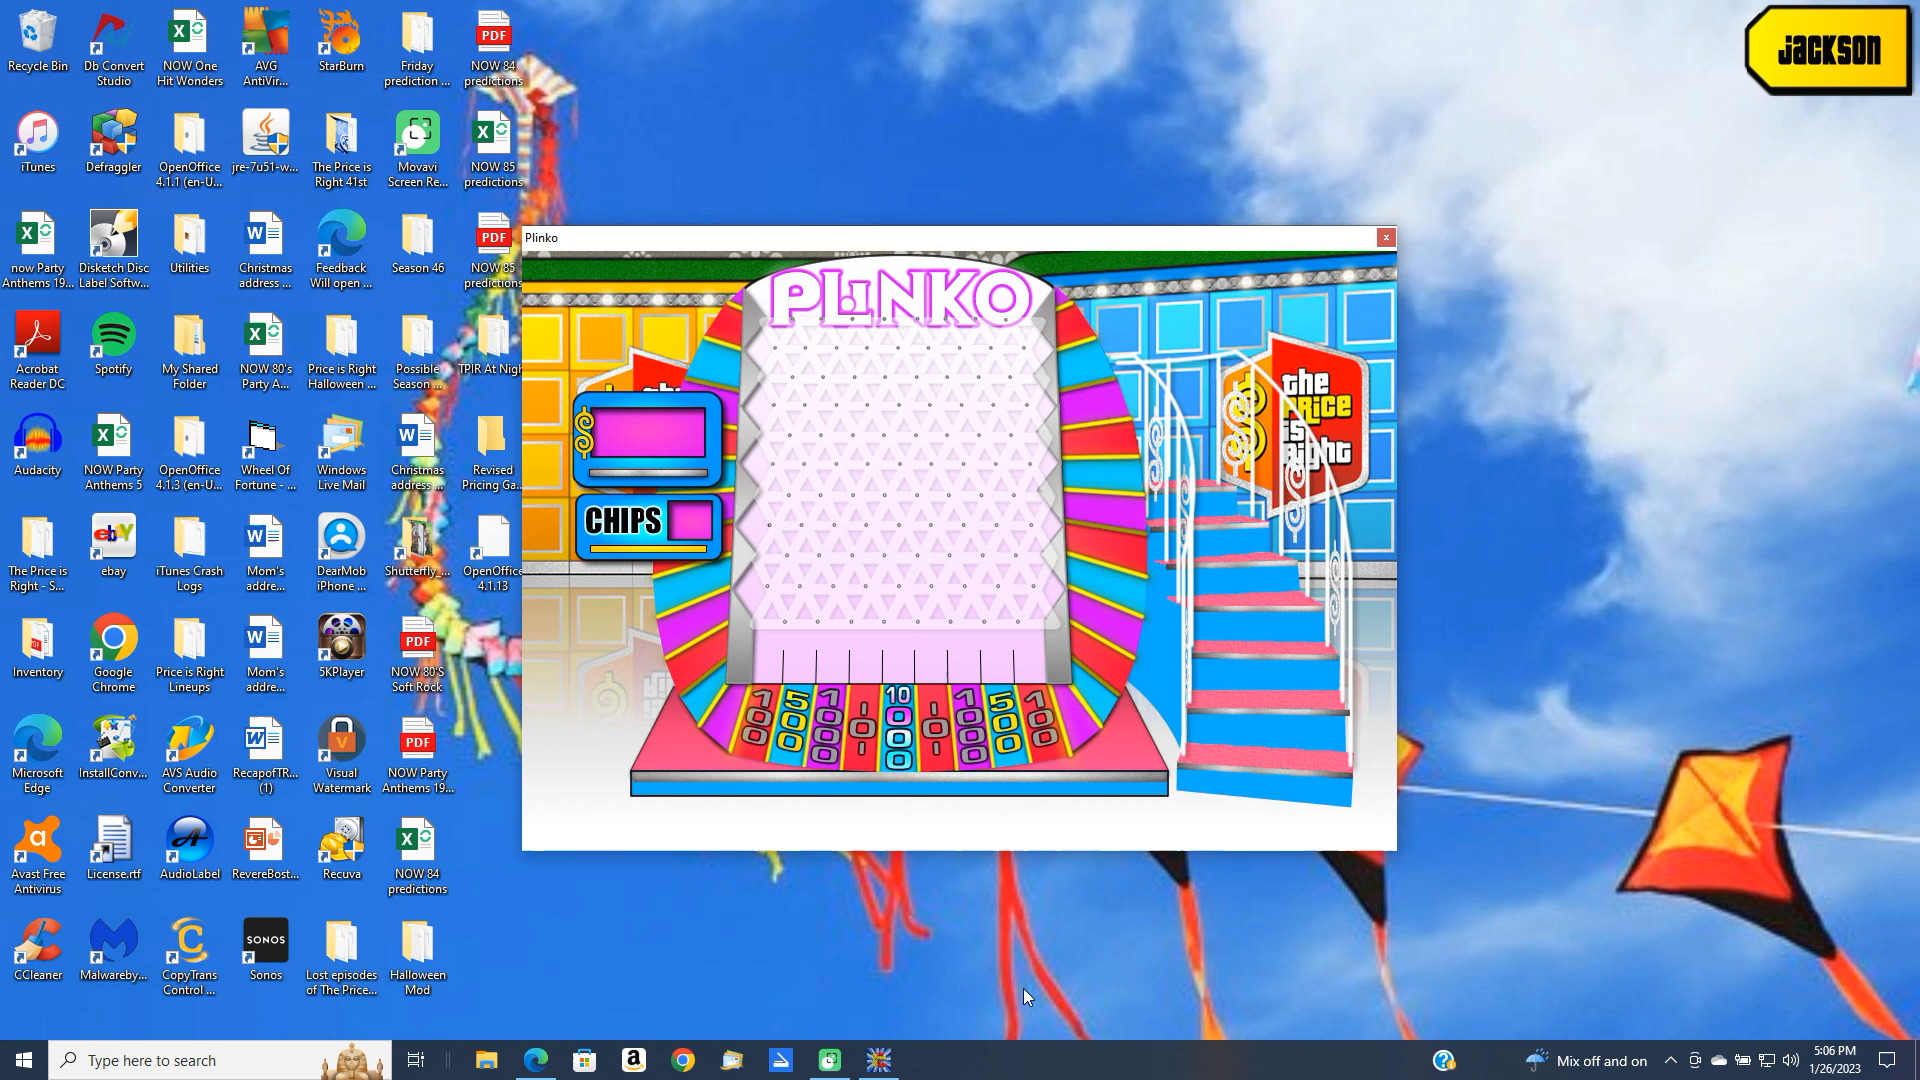 Recycle Bin
Db Convert Studio
NOW One Hit Wonders
AVG AntiVir...
StarBurn
Friday prediction ...
PDF
NOW 84 predictions
JACKSON
iTunes
Defraggler
OpenOffice 4.1.1 (en-U...
jre-7u51-w...
The Price is Right 41st
Movavi Screen Re...
NOW 85 predictions
now Party Anthems 19...
Disketch Disc Label Softw...
Utilities
Christmas address ...
Feedback Will open ...
Season 46
PDF
NOW 85 predictions
Acrobat Reader DC
Spotify
My Shared Folder
NOW 80's Party A...
Price is Right Halloween ...
Possible Season ...
TPIR At Nigh
Audacity
NOW Party Anthems 5
OpenOffice 4.1.3 (en-U...
Wheel Of Fortune - ...
Windows Live Mail
Christmas address ...
Revised Pricing Ga...
The Price is Right - S...
ebay
ebay
iTunes Crash Logs
Mom's addre...
DearMob iPhone ...
Shutterfly_...
OpenOffice 4.1.13
Inventory
Google Chrome
Price is Right Lineups
Mom's addre...
5KPlayer
PDF
NOW 80'S Soft Rock
Microsoft Edge
InstallConv...
AVS Audio Converter
RecapofTR... (1)
Visual Watermark
PDF
NOW Party Anthems 19...
Avast Free Antivirus
License.rtf
AudioLabel
RevereBost...
Recuva
NOW 84 predictions
CCleaner
Malwareby...
CopyTrans Control ...
SONOS
Sonos
Lost episodes of The Price...
Halloween Mod
Plinko
x
PLINKO
$
CHIPS
the PRICE is Right
100
500
1000
-0-
10000
-0-
1000
500
100
Type here to search
Mix off and on
5:06 PM
1/26/2023